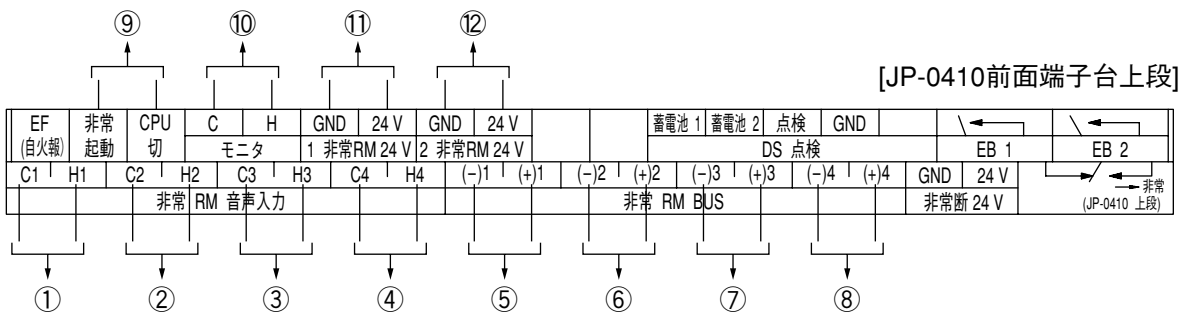 ⑨ ⑩ ⑪ ⑫
[JP-0410前面端子台上段]
EF 非常 CPU C H GND 24 V GND 24 V 蓄電池 1 蓄電池 2 点検 GND
(自火報) 起動 切 モニタ 1 非常RM 24 V 2 非常RM 24 V DS 点検 EB 1 EB 2
C1 H1 C2 H2 C3 H3 C4 H4 (-)1 (+)1 (-)2 (+)2 (-)3 (+)3 (-)4 (+)4 GND 24 V
非常 RM 音声入力 非常 RM BUS 非常断 24 V 非常
(JP-0410 上段)
① ② ③ ④ ⑤ ⑥ ⑦ ⑧